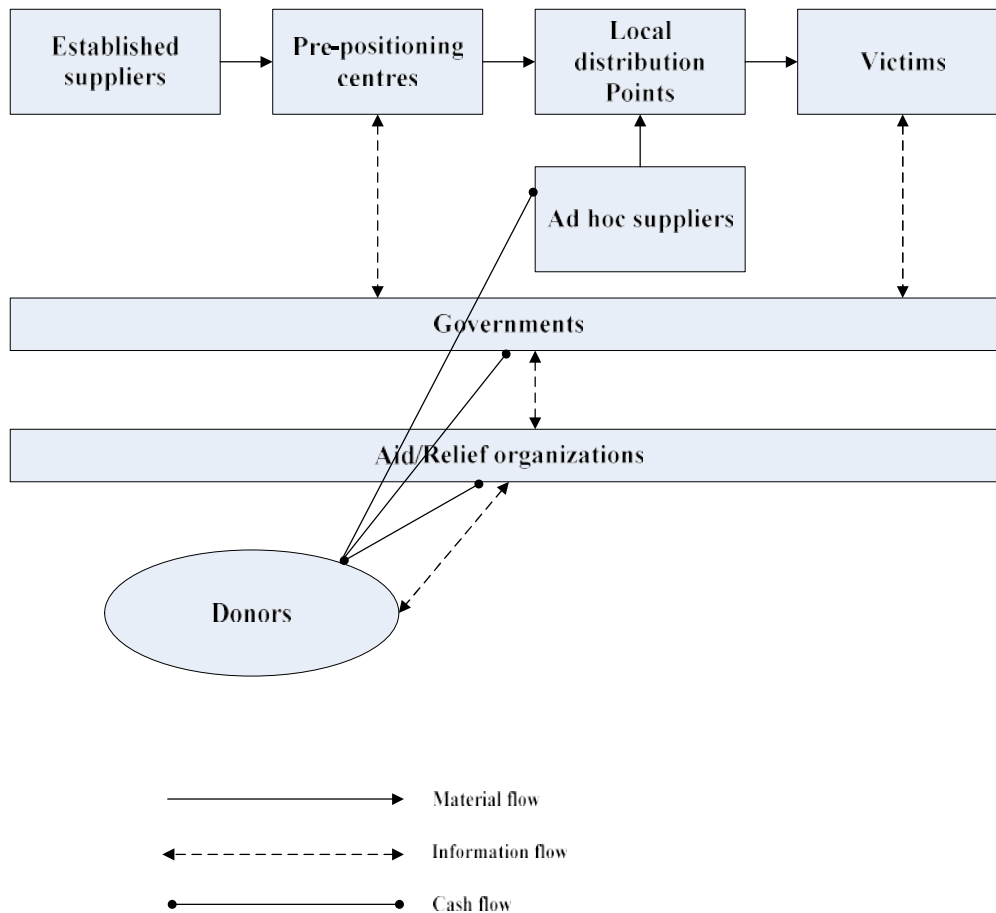 Established
suppliers
Pre-positioning
centres
Local
distribution
Points
Victims
Ad hoc suppliers
Governments
Aid/Relief organizations
Donors
Material flow
Information flow
Cash flow